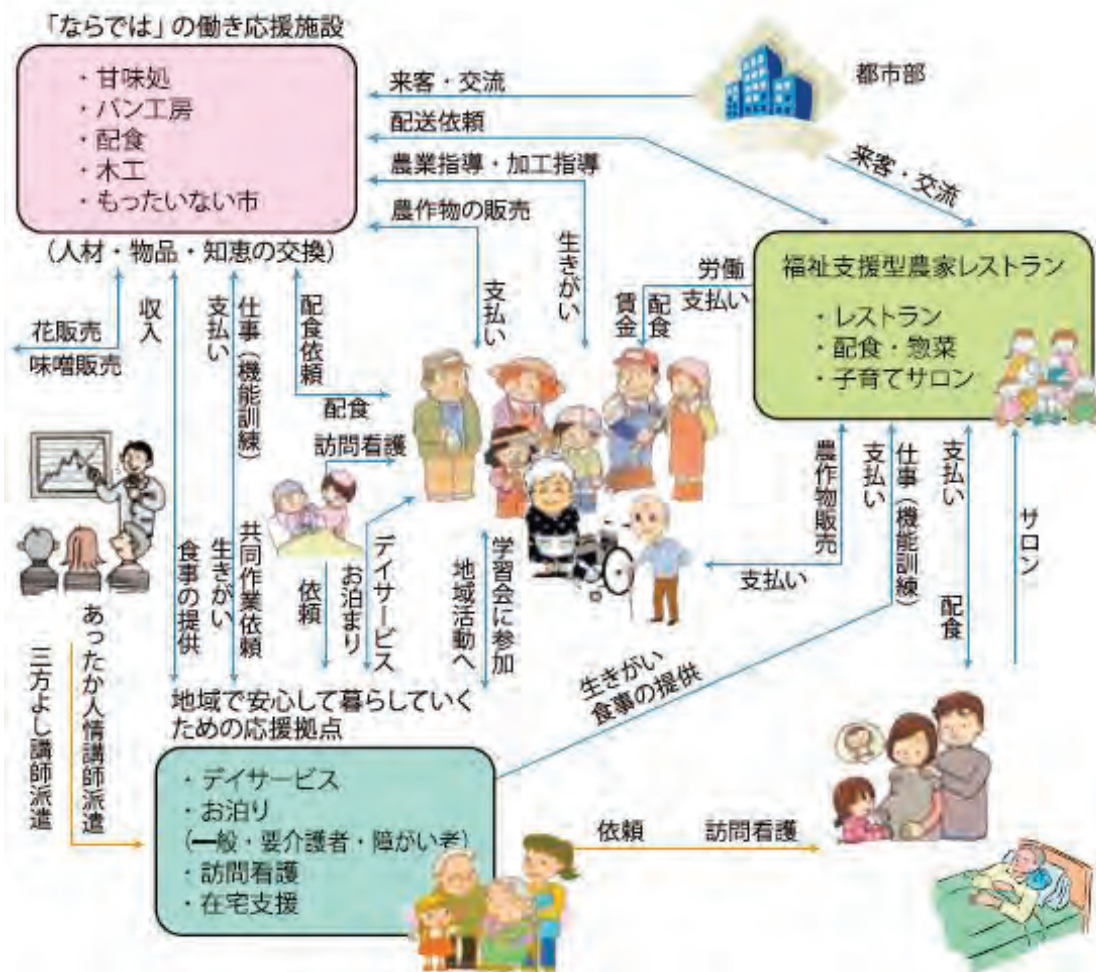 「ならでは」の働き応援施設
・甘味処
・パン工房
・配食
・木工
・もったいない市
(人材・物品・知恵の交換)
都市部
来客・交流
配送依頼
農業指導・加工指導
農作物の販売
来客・交流
福祉支援型農家レストラン
・レストラン
・配食・惣菜
・子育てサロン
労働
支払い
賃金
配食
生きがい
支払い
花販売
味噌販売
収入
支払い
仕事(機能訓練)
配食依頼
配食
訪問看護
食事の提供
生きがい
共同作業依頼
依頼
お泊まり
デイサービス
地域活動へ
学習会に参加
支払い
農作物販売
支払い
仕事(機能訓練)
支払い
配食
サロン
生きがい
食事の提供
あったか人情講師派遣
三方よし講師派遣
地域で安心して暮らしていく
ための応援拠点
・デイサービス
・お泊り
(一般・要介護者・障がい者)
・訪問看護
・在宅支援
依頼
訪問看護